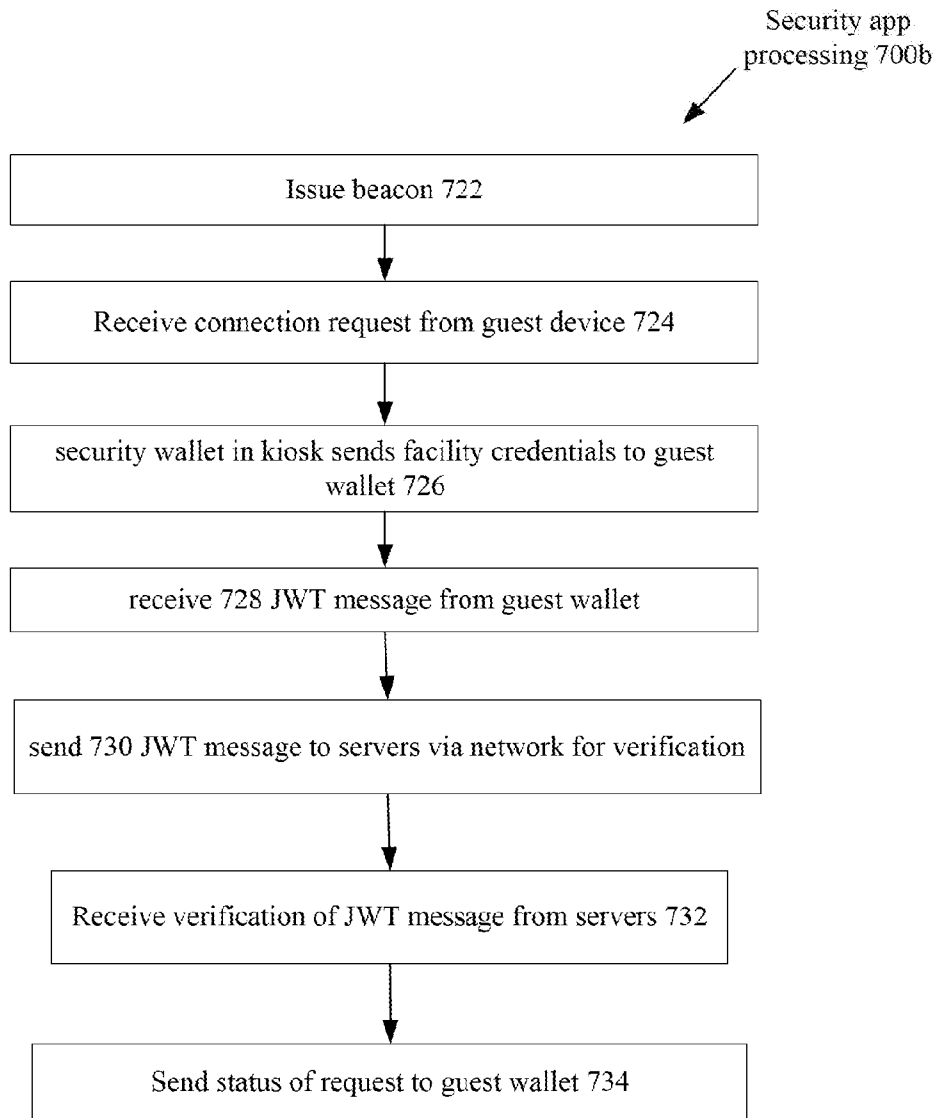 Security app
processing 700b
Issue beacon 722
Receive connection request from guest device 724
security wallet in kiosk sends facility credentials to guest
wallet 726
receive 728 JWT message from guest wallet
send 730 JWT message to servers via network for verification
Receive verification of JWT message from servers 732
Send status of request to guest wallet 734